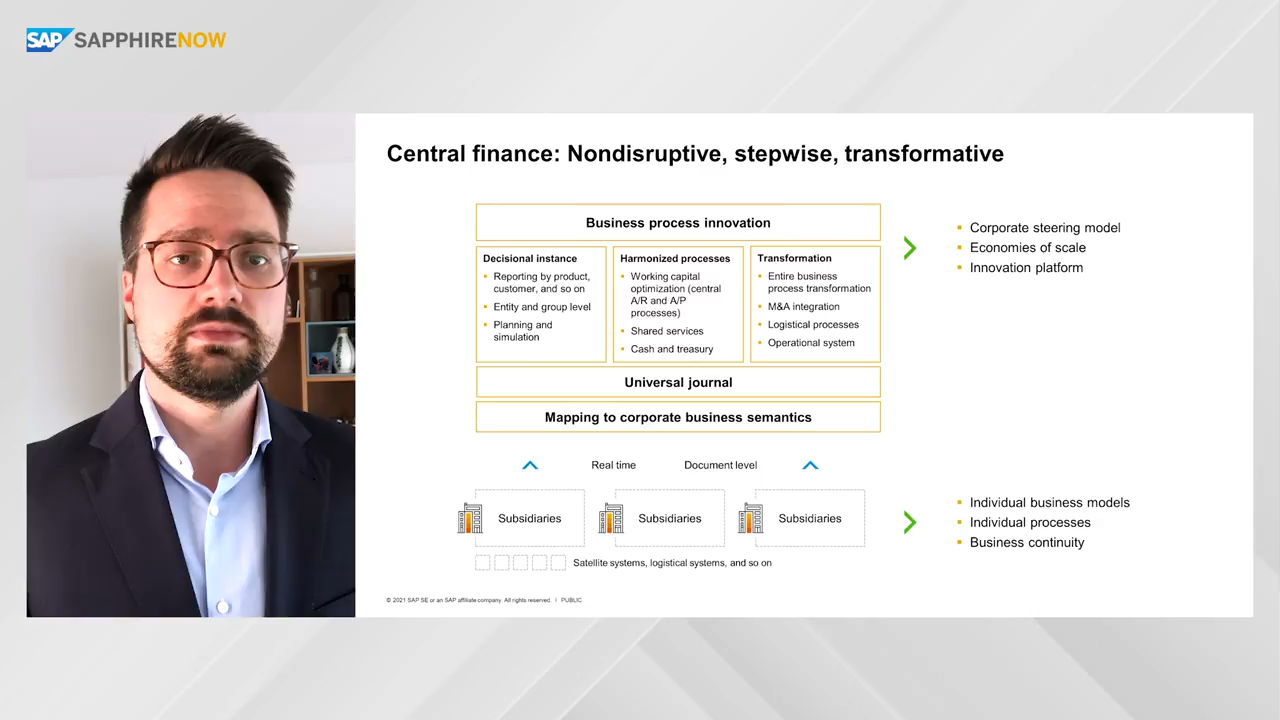 SAP SAPPHIRENOW
Central finance: Nondisruptive, stepwise, transformative
Business process innovation
Decisional instance
Reporting by product,
customer, and so on
Entity and group level
Planning and
simulation
Harmonized processes
Working capital
optimization (central
A/R and A/P
processes)
Shared services
Cash and treasury
Transformation
Entire business
process transformation
M&A integration
Logistical processes
Operational system
Universal journal
Mapping to corporate business semantics
Corporate steering model
Economies of scale
Innovation platform
Real time
Document level
Subsidiaries
Subsidiaries
Subsidiaries
Satellite systems, logistical systems, and so on
Individual business models
Individual processes
Business continuity
© 2021 SAP SE or an SAP affiliate company. All rights reserved. I PUBLIC